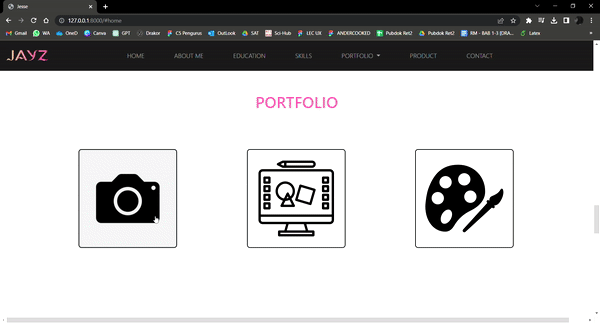 Jesse
127.0.0.1:8000/#home
Gmail WA OneD Canva GPT Drakor CS Pengurus OutLook SAT Sci-Hub LEC UX ANDERCOOKED Pubdok Ret2 Pubdok Ret2 RM - BAB 1-3 (DRA... Latex
JAYZ HOME ABOUT ME EDUCATION SKILLS PORTFOLIO PRODUCT CONTACT
PORTFOLIO